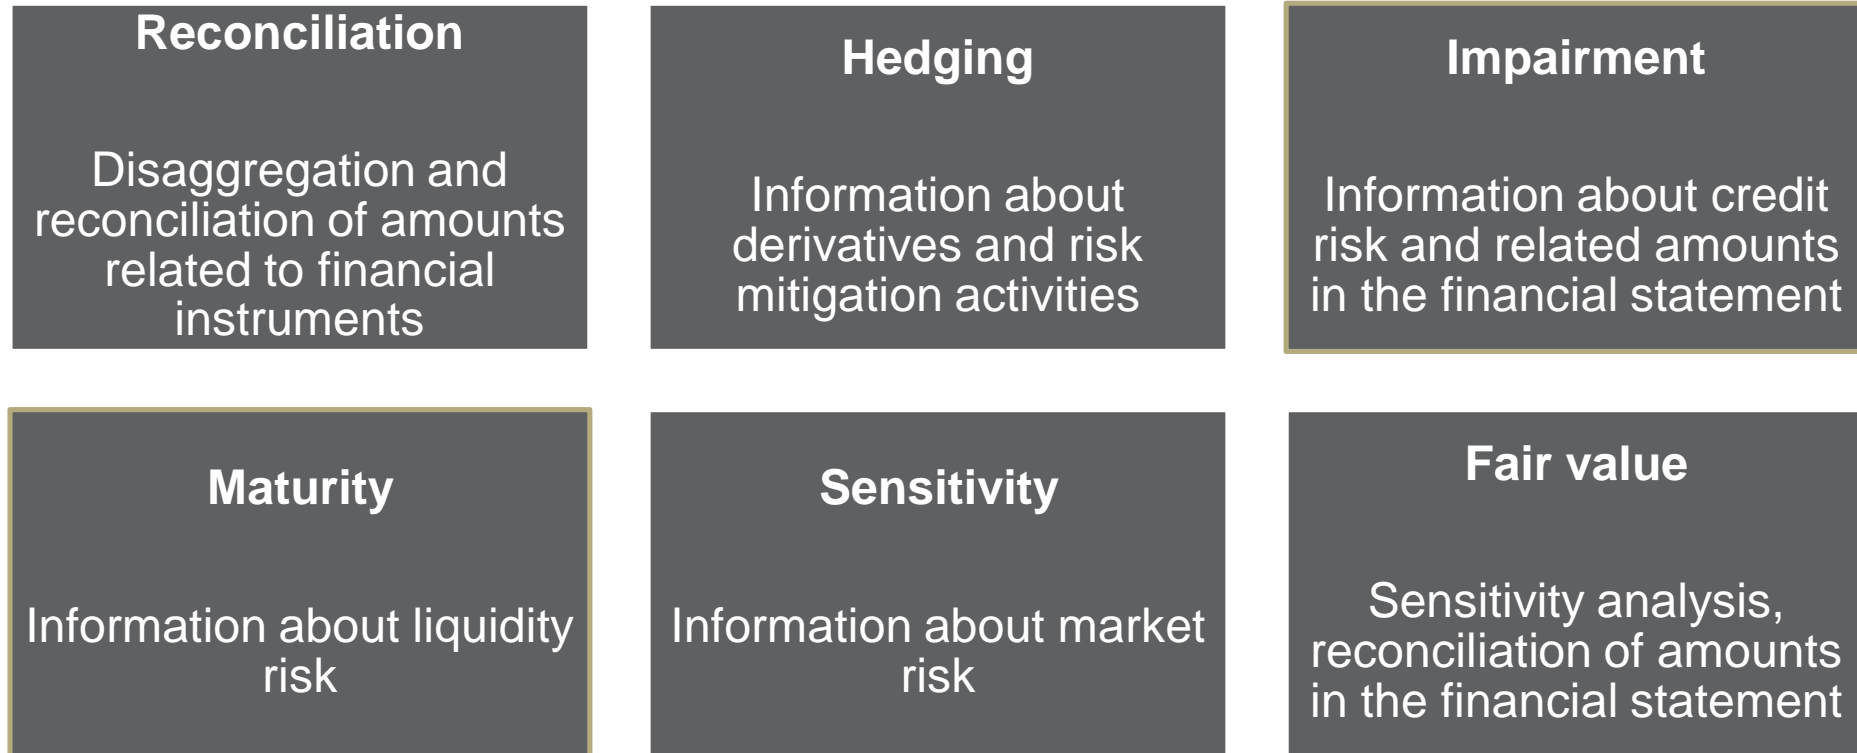 Reconciliation
Disaggregation and
reconciliation of amounts
related to financial
instruments
Hedging
Information about
derivatives and risk
mitigation activities
Impairment
Information about credit
risk and related amounts
in the financial statement
Maturity
Information about liquidity
risk
Sensitivity
Information about market
risk
Fair value
Sensitivity analysis,
reconciliation of amounts
in the financial statement